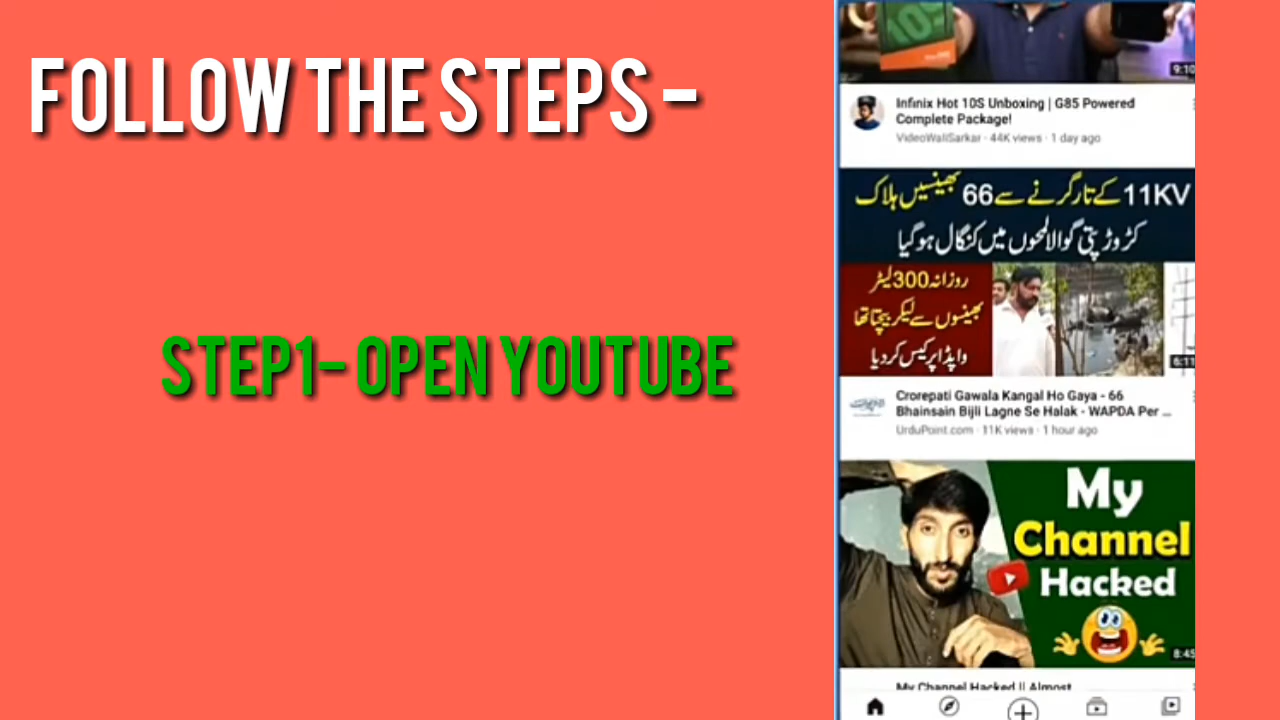 FOLLOW THE STEPS -
STEP1- OPEN YOUTUBE
10S
9:10
Infinix Hot 10S Unboxing | G85 Powered
Complete Package!
VideoWaliSarkar · 44K views · 1 day ago
11KV کے تار گرنے سے 66 بھینسیں ہلاک
کروڑ پتی گوالا لمحوں میں کنگال ہو گیا
روزانہ 300 لیٹر
بھینسوں سے لیکر بیچتا تھا
واپڈا پر کیس کر دیا
6:11
Crorepati Gawala Kangal Ho Gaya - 66
Bhainsain Bijli Lagne Se Halak - WAPDA Per ...
UrduPoint.com · 11K views · 1 hour ago
My
Channel
Hacked
8:45
My Channel Hacked || Almost